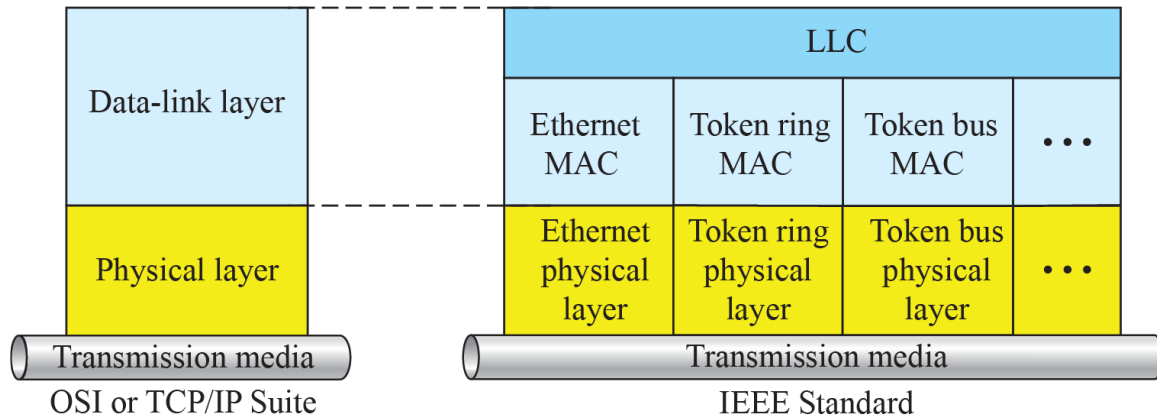 LLC
Data-link layer
Ethernet
MAC
Token ring
MAC
Token bus
MAC
...
Physical layer
Ethernet
physical
layer
Token ring
physical
layer
Token bus
physical
layer
...
Transmission media
Transmission media
OSI or TCP/IP Suite
IEEE Standard